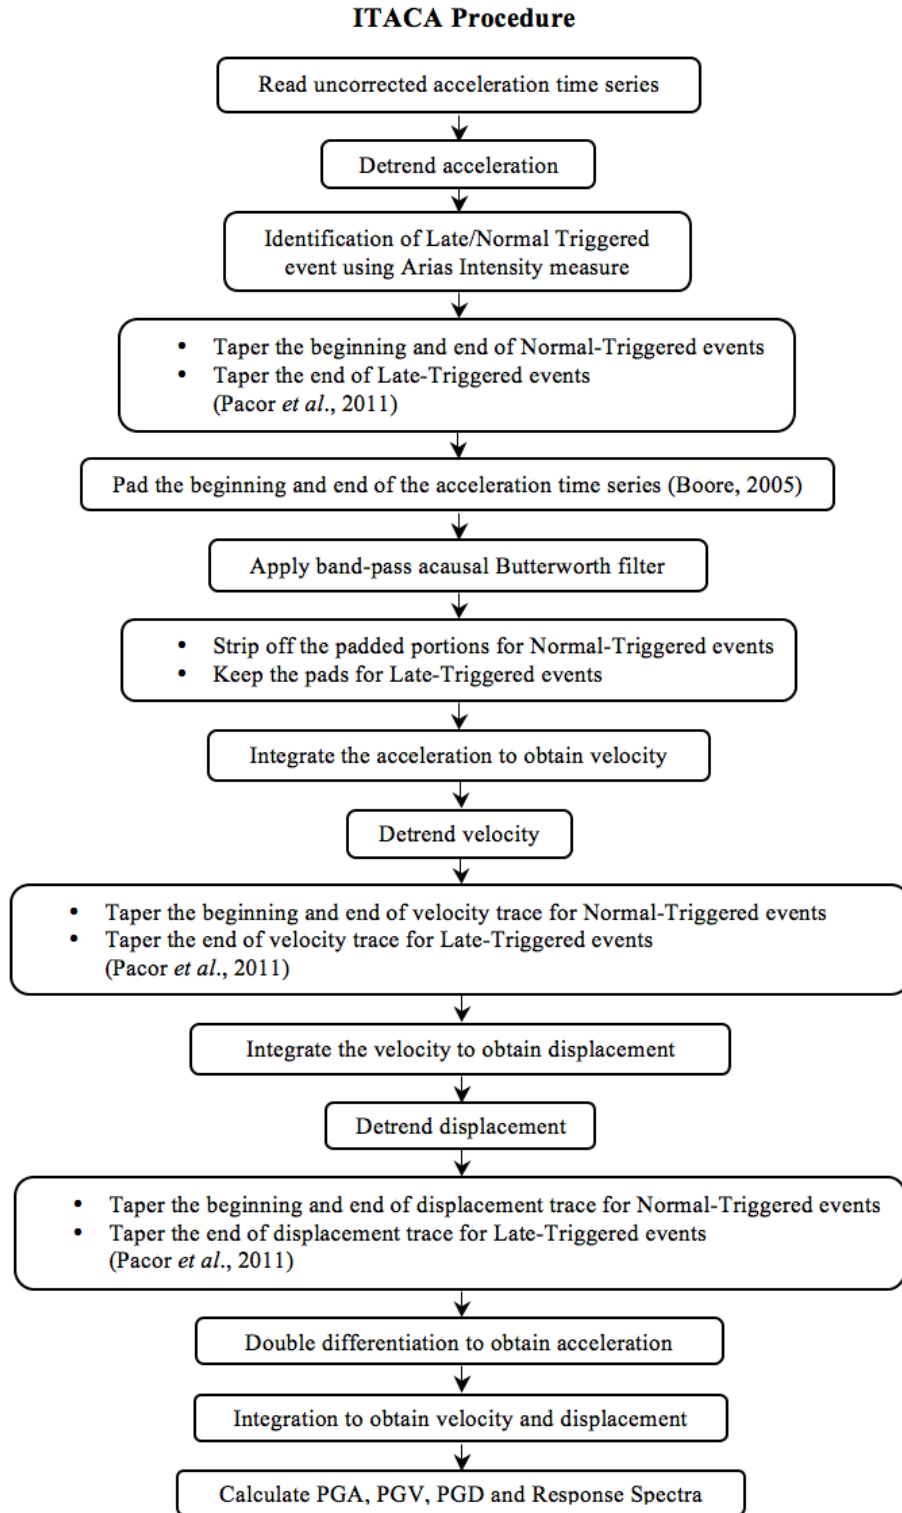 ITACA Procedure
Read uncorrected acceleration time series
Detrend acceleration
Identification of Late/Normal Triggered
event using Arias Intensity measure
• Taper the beginning and end of Normal-Triggered events
• Taper the end of Late-Triggered events
(Pacor et al., 2011)
Pad the beginning and end of the acceleration time series (Boore, 2005)
Apply band-pass acausal Butterworth filter
• Strip off the padded portions for Normal-Triggered events
• Keep the pads for Late-Triggered events
Integrate the acceleration to obtain velocity
Detrend velocity
• Taper the beginning and end of velocity trace for Normal-Triggered events
• Taper the end of velocity trace for Late-Triggered events
(Pacor et al., 2011)
Integrate the velocity to obtain displacement
Detrend displacement
• Taper the beginning and end of displacement trace for Normal-Triggered events
• Taper the end of displacement trace for Late-Triggered events
(Pacor et al., 2011)
Double differentiation to obtain acceleration
Integration to obtain velocity and displacement
Calculate PGA, PGV, PGD and Response Spectra